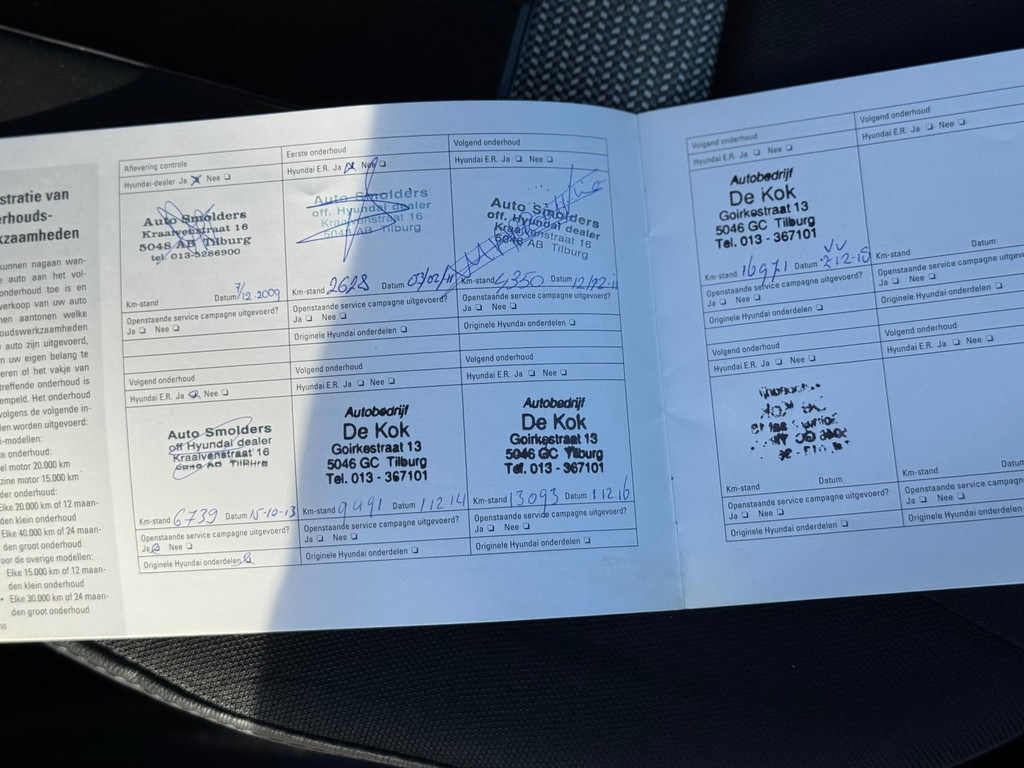 stratie van
erhouds-
kzaamheden
kunnen nagaan wan-
e auto aan het vol-
onderhoud toe is en
verkoop van uw auto
nen aantonen welke
oudswerkzaamheden
auto zijn uitgevoerd,
n uw eigen belang te
eren of het vakje van
treffende onderhoud is
empeld. Het onderhoud
volgens de volgende in-
len worden uitgevoerd:
i-modellen:
ke onderhoud:
el motor 20.000 km
zine motor 15.000 km
der onderhoud:
Elke 20.000 km of 12 maan-
den klein onderhoud
Elke 40.000 km of 24 maan-
den groot onderhoud
oor de overige modellen:
Elke 15.000 km of 12 maan-
den klein onderhoud
• Elke 30.000 km of 24 maan-
den groot onderhoud
Aflevering controle
Hyundai-dealer Ja ☒ Nee ☐
Auto Smolders
Kraaivenstraat 16
5048 AB Tilburg
tel. 013-5286900
Km-stand Datum 7/12-2009
Openstaande service campagne uitgevoerd?
Ja ☐ Nee ☐
Eerste onderhoud
Hyundai E.R. Ja ☒ Nee ☐
Auto Smolders
off. Hyundai dealer
Kraaivenstraat 16
5048 AB Tilburg
Km-stand 2628 Datum 03/02/11
Openstaande service campagne uitgevoerd?
Ja ☐ Nee ☐
Originele Hyundai onderdelen ☐
Volgend onderhoud
Hyundai E.R. Ja ☐ Nee ☐
Auto Smolders
off. Hyundai dealer
Kraaivenstraat 16
5048 AB Tilburg
Km-stand 4350 Datum
Openstaande service campagne uitgevoerd?
Ja ☐ Nee ☐
Originele Hyundai onderdelen ☐
Volgend onderhoud
Hyundai E.R. Ja ☒ Nee ☐
Auto Smolders
off Hyundai dealer
Kraaivenstraat 16
Km-stand 6739 Datum 15-10-13
Openstaande service campagne uitgevoerd?
Ja ☒ Nee ☐
Originele Hyundai onderdelen ☒
Volgend onderhoud
Hyundai E.R. Ja ☐ Nee ☐
Autobedrijf
De Kok
Goirkestraat 13
5046 GC Tilburg
Tel. 013 - 367101
Km-stand 9491 Datum 1 12 14
Openstaande service campagne uitgevoerd?
Ja ☐ Nee ☐
Originele Hyundai onderdelen ☐
Volgend onderhoud
Hyundai E.R. Ja ☐ Nee ☐
Autobedrijf
De Kok
Goirkestraat 13
5046 GC Tilburg
Tel. 013 - 367101
Km-stand 13093 Datum 1 12 16
Openstaande service campagne uitgevoerd?
Ja ☐ Nee ☐
Originele Hyundai onderdelen ☐
Volgend onderhoud
Hyundai E.R. Ja ☐ Nee ☐
Autobedrijf
De Kok
Goirkestraat 13
5046 GC Tilburg
Tel. 013 - 367101
Km-stand 16971 Datum
Openstaande service campagne uitgevoerd?
Ja ☐ Nee ☐
Originele Hyundai onderdelen ☐
Volgend onderhoud
Hyundai E.R. Ja ☐ Nee ☐
Km-stand Datum
Openstaande service campagne
Ja ☐ Nee ☐
Originele Hyundai onderdelen
Volgend onderhoud
Hyundai E.R. Ja ☐ Nee ☐
Km-stand Datum
Openstaande service campagne uitgevoerd?
Ja ☐ Nee ☐
Originele Hyundai onderdelen ☐
Volgend onderhoud
Hyundai E.R. Ja ☐ Nee ☐
Km-stand Datum
Openstaande service campagne
Ja ☐ Nee ☐
Originele Hyundai onderdelen